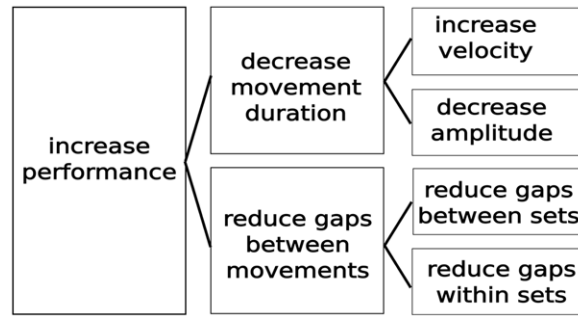 increase
performance
decrease
movement
duration
increase
velocity
decrease
amplitude
reduce gaps
between
movements
reduce gaps
between sets
reduce gaps
within sets